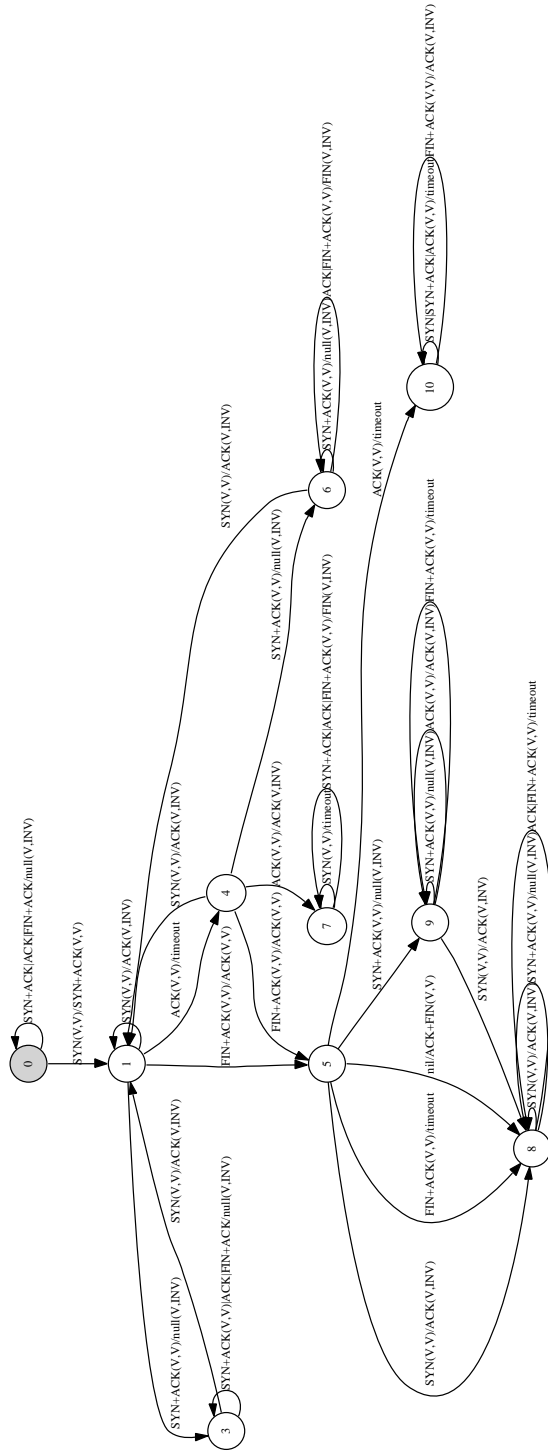 0
SYN+ACK|ACK|FIN+ACK/null(V,INV)
SYN(V,V)/SYN+ACK(V,V)
1
SYN(V,V)/ACK(V,INV)
SYN+ACK(V,V)/null(V,INV)
SYN(V,V)/ACK(V,INV)
ACK(V,V)/timeout
SYN(V,V)/ACK(V,INV)
FIN+ACK(V,V)/ACK(V,V)
SYN(V,V)/ACK(V,INV)
3
SYN+ACK(V,V)|ACK|FIN+ACK/null(V,INV)
4
FIN+ACK(V,V)/ACK(V,V)
ACK(V,V)/ACK(V,INV)
SYN+ACK(V,V)/null(V,INV)
5
7
SYN(V,V)/timeout
SYN+ACK|ACK|FIN+ACK(V,V)/FIN(V,INV)
6
SYN+ACK(V,V)/null(V,INV)
ACK|FIN+ACK(V,V)/FIN(V,INV)
SYN(V,V)/ACK(V,INV)
FIN+ACK(V,V)/timeout
nil/ACK+FIN(V,V)
SYN+ACK(V,V)/null(V,INV)
ACK(V,V)/timeout
9
SYN+ACK(V,V)/null(V,INV)
ACK(V,V)/ACK(V,INV)
FIN+ACK(V,V)/timeout
10
SYN|SYN+ACK|ACK(V,V)/timeout
FIN+ACK(V,V)/ACK(V,INV)
SYN(V,V)/ACK(V,INV)
8
SYN(V,V)/ACK(V,INV)
SYN+ACK(V,V)/null(V,INV)
ACK|FIN+ACK(V,V)/timeout